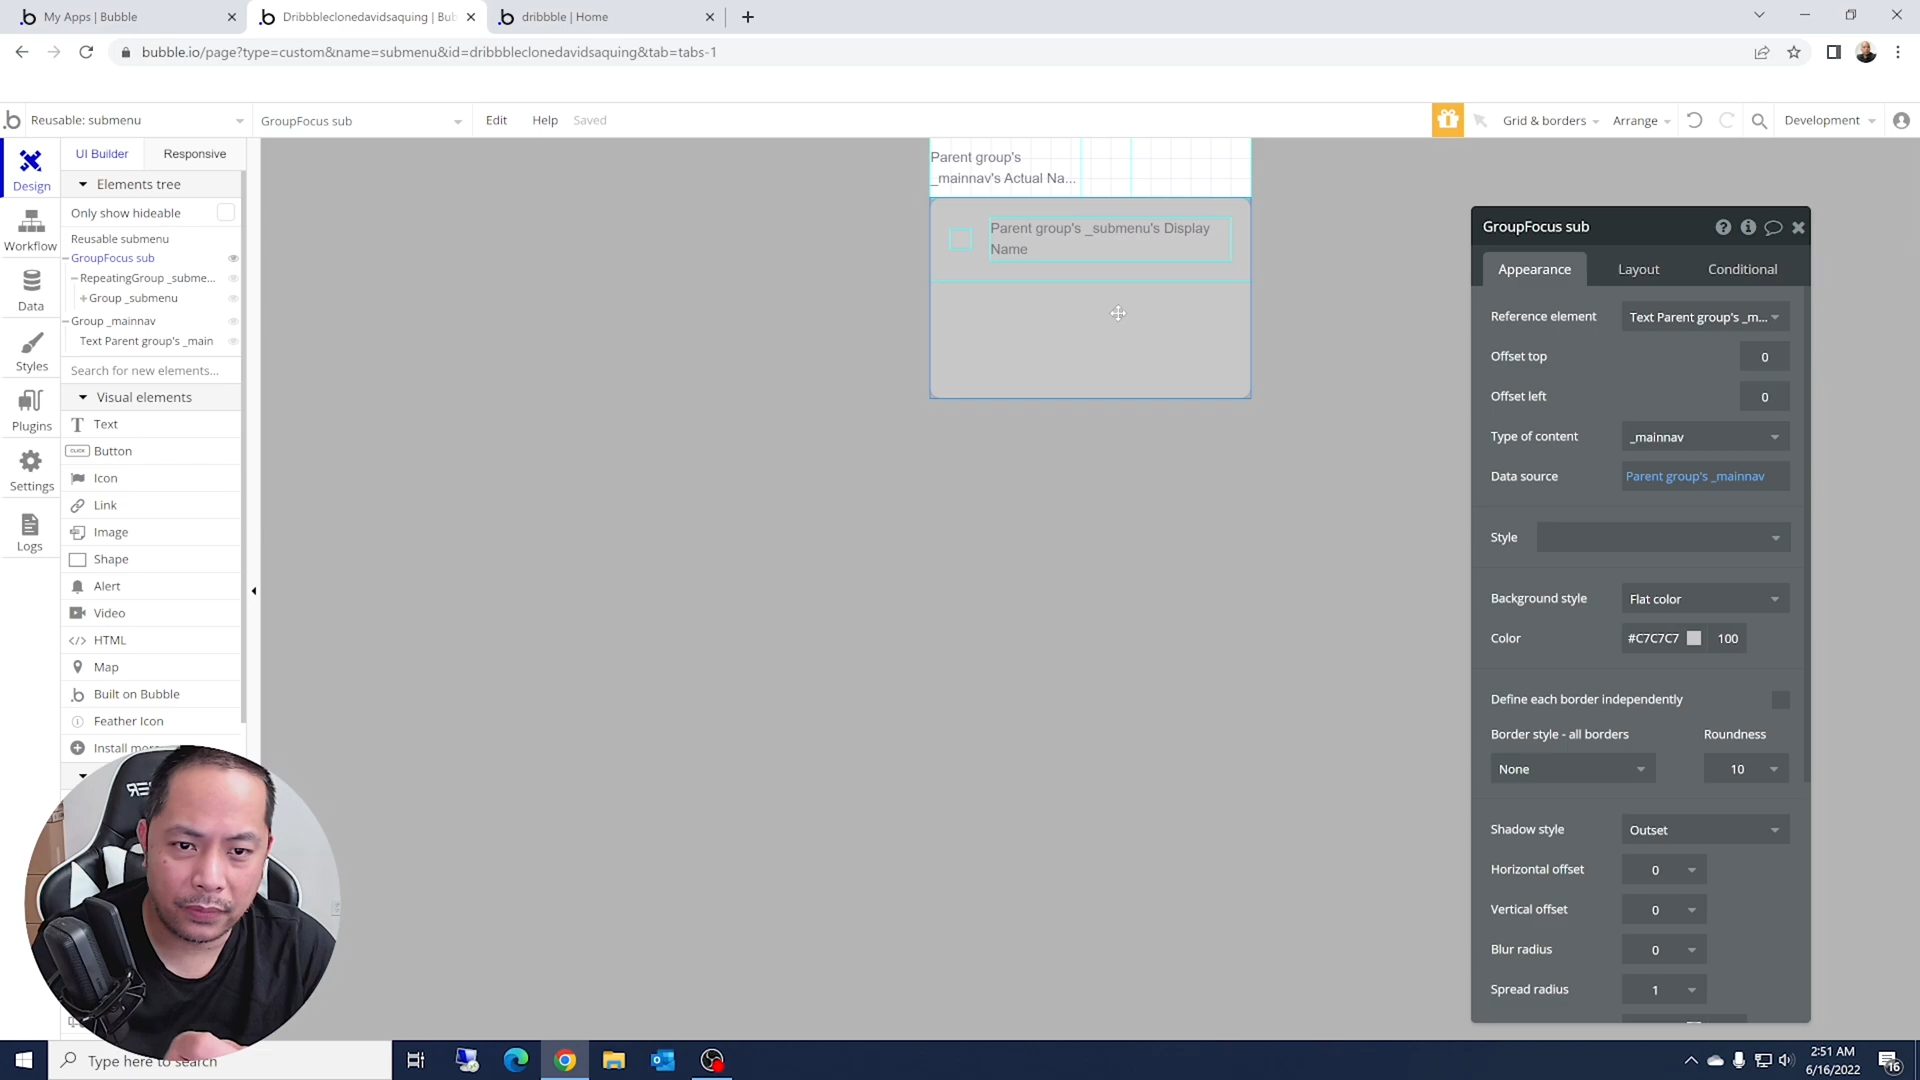 My Apps | Bubble
Dribbbleclonedavidsaquing | Bub
dribbble | Home
bubble.io/page?type=custom&name=submenu&id=dribbbleclonedavidsaquing&tab=tabs-1
Reusable: submenu
GroupFocus sub
Edit
Help
Saved
Grid & borders
Arrange
Development
Design
Workflow
Data
Styles
Plugins
Settings
Logs
UI Builder
Responsive
Elements tree
Only show hideable
Reusable submenu
GroupFocus sub
RepeatingGroup _subme...
Group _submenu
Group _mainnav
Text Parent group's _main
Search for new elements...
Visual elements
Text
CLICK
Button
Icon
Link
Image
Shape
Alert
Video
HTML
Map
Built on Bubble
Feather Icon
Install more
Parent group's
_mainnav's Actual Na...
Parent group's _submenu's Display
Name
GroupFocus sub
Appearance
Layout
Conditional
Reference element
Text Parent group's _m...
Offset top
0
Offset left
0
Type of content
_mainnav
Data source
Parent group's _mainnav
Style
Background style
Flat color
Color
#C7C7C7
100
Define each border independently
Border style - all borders
Roundness
None
10
Shadow style
Outset
Horizontal offset
0
Vertical offset
0
Blur radius
0
Spread radius
1
Type here to search
2:51 AM
6/16/2022
16